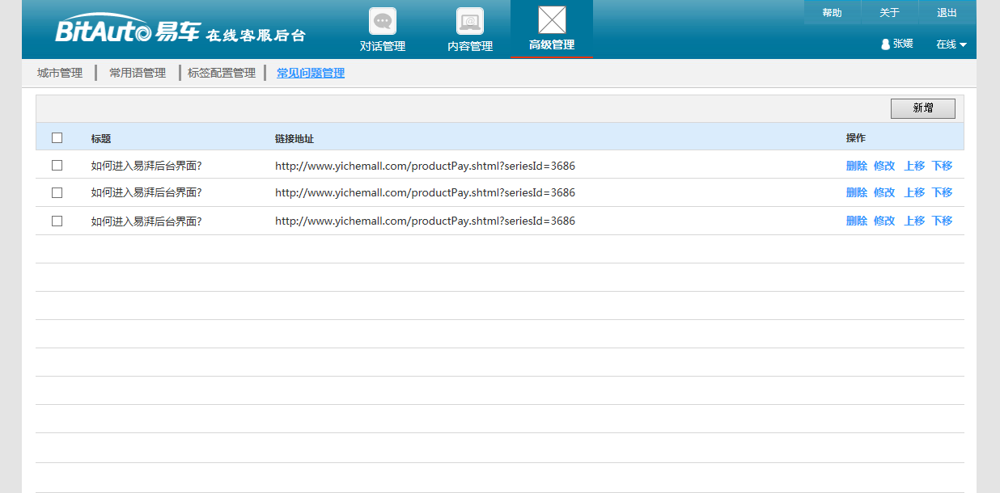 BitAuto易车 在线客服后台
对话管理 内容管理 高级管理
帮助 关于 退出
张媛 在线
城市管理 常用语管理 标签配置管理 常见问题管理
新增
标题 链接地址 操作
如何进入易湃后台界面? http://www.yichemall.com/productPay.shtml?seriesId=3686 删除 修改 上移 下移
如何进入易湃后台界面? http://www.yichemall.com/productPay.shtml?seriesId=3686 删除 修改 上移 下移
如何进入易湃后台界面? http://www.yichemall.com/productPay.shtml?seriesId=3686 删除 修改 上移 下移